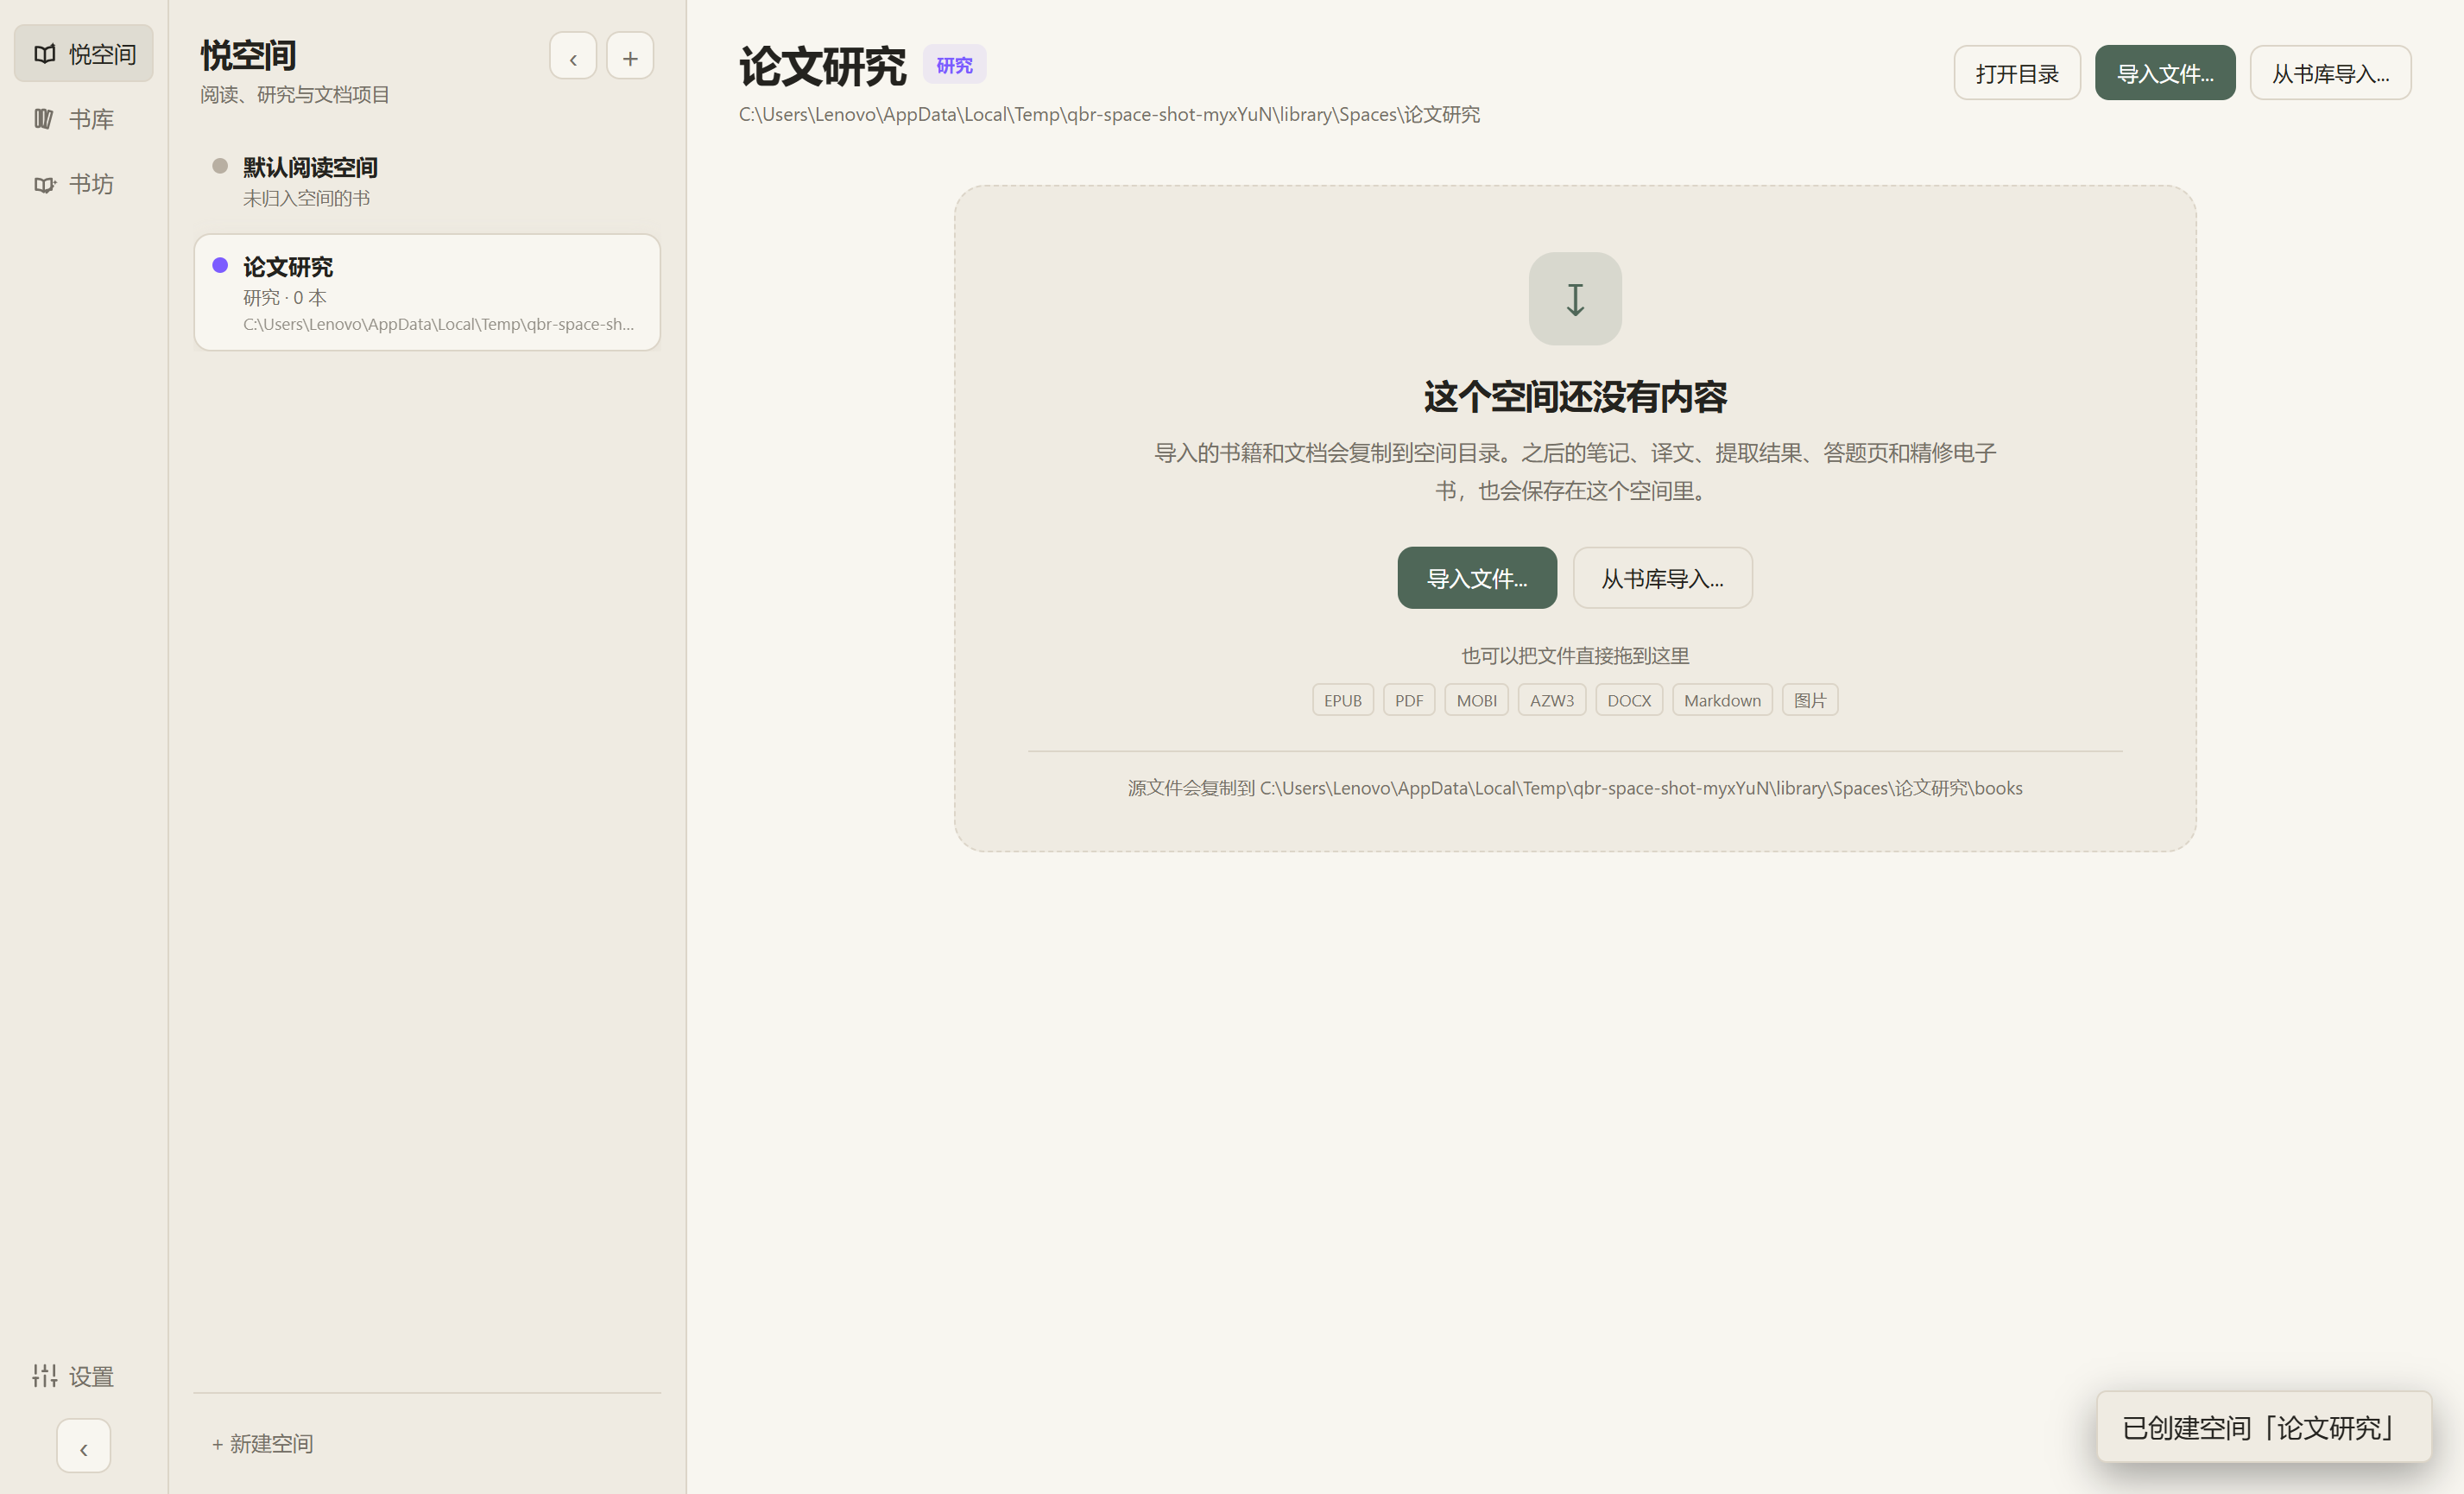 悦空间
书库
书坊
设置
‹
悦空间
‹
+
阅读、研究与文档项目
默认阅读空间
未归入空间的书
论文研究
研究 · 0 本
C:\Users\Lenovo\AppData\Local\Temp\qbr-space-sh...
+ 新建空间
论文研究
研究
C:\Users\Lenovo\AppData\Local\Temp\qbr-space-shot-myxYuN\library\Spaces\论文研究
打开目录
导入文件...
从书库导入...
这个空间还没有内容
导入的书籍和文档会复制到空间目录。之后的笔记、译文、提取结果、答题页和精修电子
书，也会保存在这个空间里。
导入文件...
从书库导入...
也可以把文件直接拖到这里
EPUB
PDF
MOBI
AZW3
DOCX
Markdown
图片
源文件会复制到 C:\Users\Lenovo\AppData\Local\Temp\qbr-space-shot-myxYuN\library\Spaces\论文研究\books
已创建空间「论文研究」